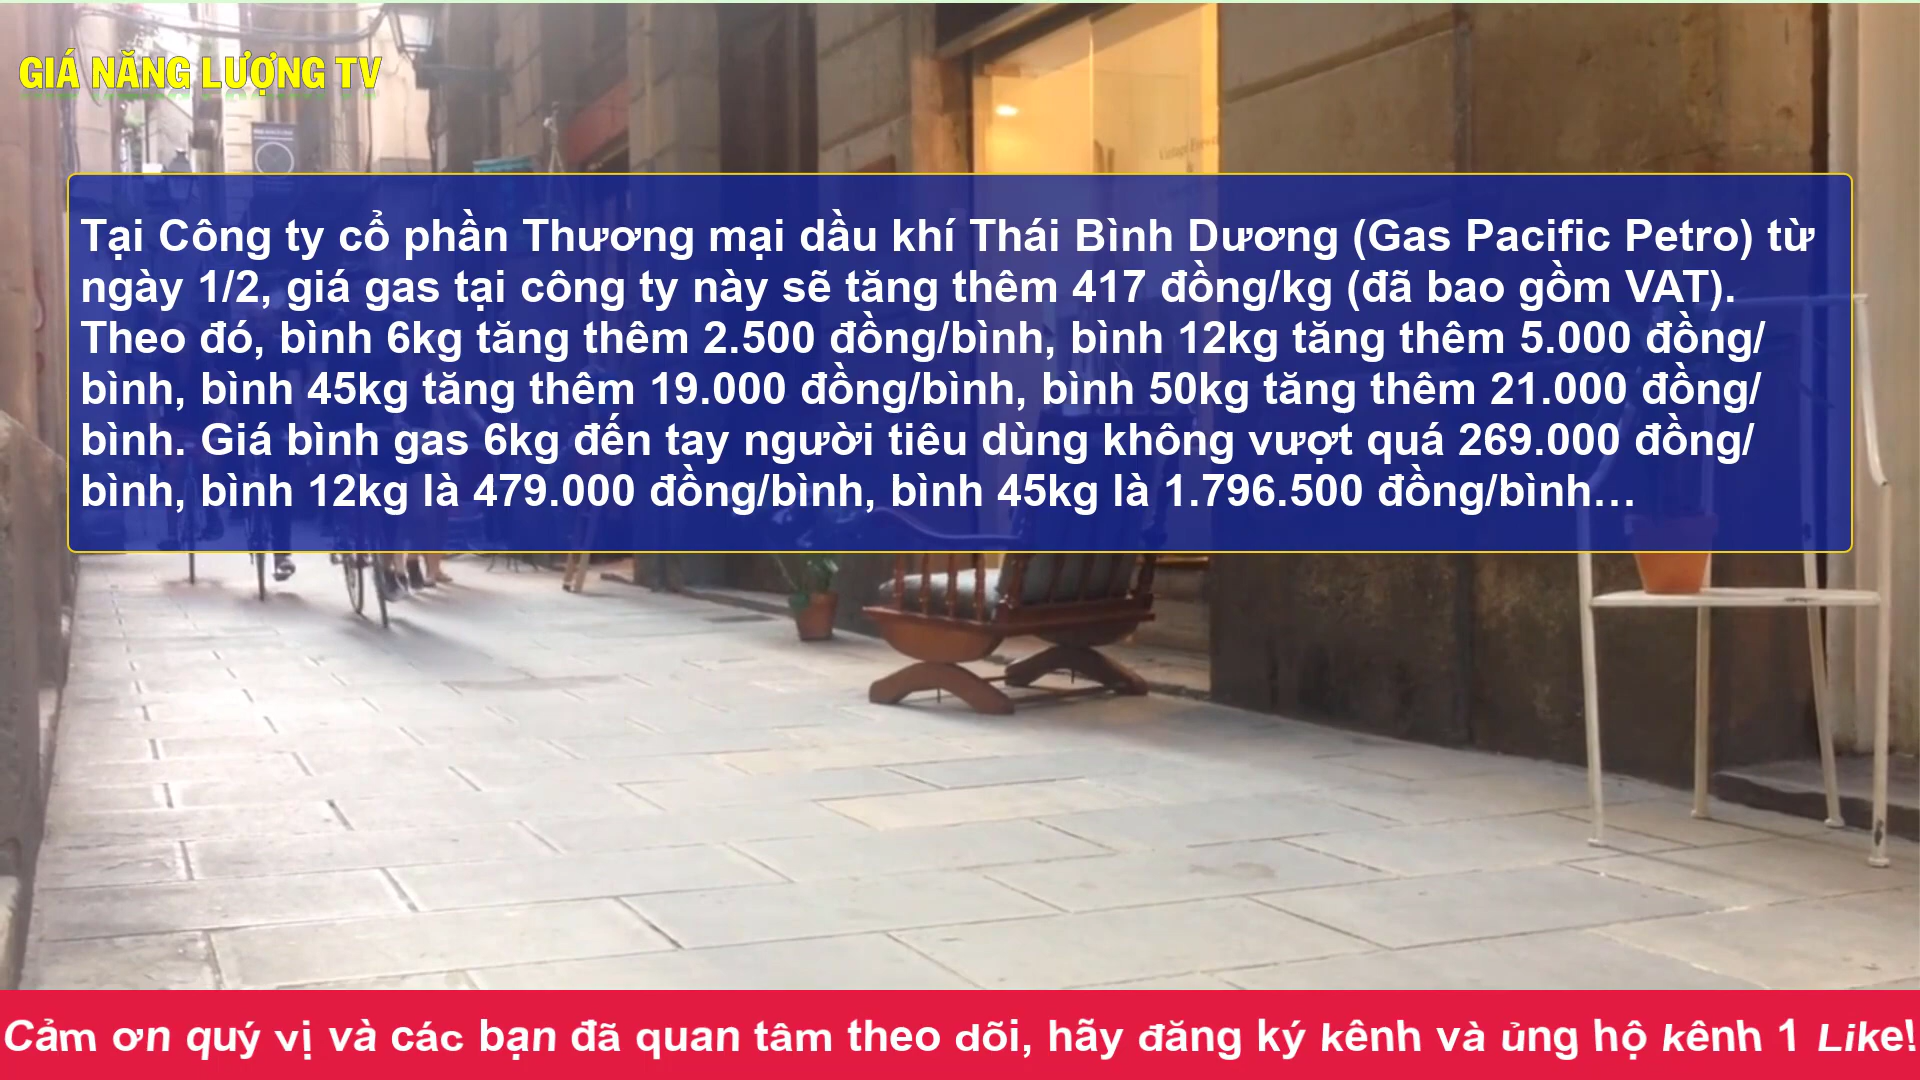 GIÁ NĂNG LƯỢNG TV
Tại Công ty cổ phần Thương mại dầu khí Thái Bình Dương (Gas Pacific Petro) từ
ngày 1/2, giá gas tại công ty này sẽ tăng thêm 417 đồng/kg (đã bao gồm VAT).
Theo đó, bình 6kg tăng thêm 2.500 đồng/bình, bình 12kg tăng thêm 5.000 đồng/
bình, bình 45kg tăng thêm 19.000 đồng/bình, bình 50kg tăng thêm 21.000 đồng/
bình. Giá bình gas 6kg đến tay người tiêu dùng không vượt quá 269.000 đồng/
bình, bình 12kg là 479.000 đồng/bình, bình 45kg là 1.796.500 đồng/bình…
Cảm ơn quý vị và các bạn đã quan tâm theo dõi, hãy đăng ký kênh và ủng hộ kênh 1 Like!